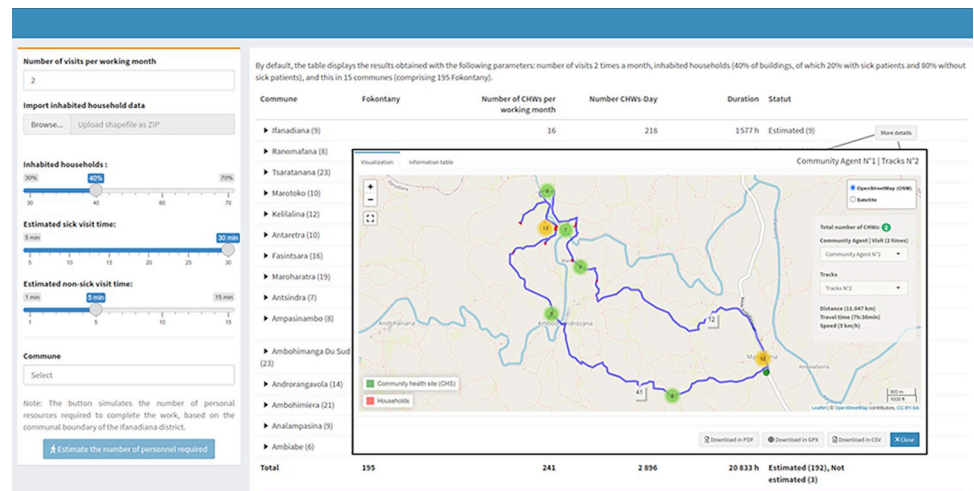 Number of visits per working month
2
Import inhabited household data
Browse... Upload shapefile as ZIP
Inhabited households :
30% 40% 70%
30 40 60 70
Estimated sick visit time:
5 min 30 min
5 10 15 20 25 30
Estimated non-sick visit time:
1 min 5 min 15 min
1 5 10 15
Commune
Select
Note: The button simulates the number of personal
resources required to complete the work, based on the
communal boundary of the Ifanadiana district.
Estimate the number of personnel required
By default, the table displays the results obtained with the following parameters: number of visits 2 times a month, inhabited households (40% of buildings, of which 20% with sick patients and 80% without
sick patients), and this in 15 communes (comprising 195 Fokontany).
Commune Fokontany Number of CHWs per Number CHWs-Day Duration Statut
working month
Ifanadiana (9) 16 218 1577 h Estimated (9)
More details
Ranomafana (8)
Tsaratanana (23)
Marotoko (10)
Kelilalina (12)
Antaretra (10)
Fasintsara (16)
Maroharatra (19)
Antsindra (7)
Ampasinambo (8)
Ambohimanga Du Sud
(23)
Androrangavola (14)
Ambohimiera (21)
Analampasina (9)
Ambiabe (6)
Total 195 241 2 896 20 833 h Estimated (192), Not
estimated (3)
Visualization Information table Community Agent N°1 | Tracks N°2
+
−
OpenStreetMap (OSM)
Satellite
Total number of CHWs: 3
Community Agent | Visit (2 times)
Community Agent N°1
Tracks
Tracks N°2
Distance (11.047 km)
Travel time (7h:36min)
Speed (5 km/h)
13 7
12
12
41
Community health site (CHS)
Households
1000 ft
Leaflet | © OpenStreetMap contributors, CC-BY-SA
Download in PDF Download in GPX Download in CSV Close